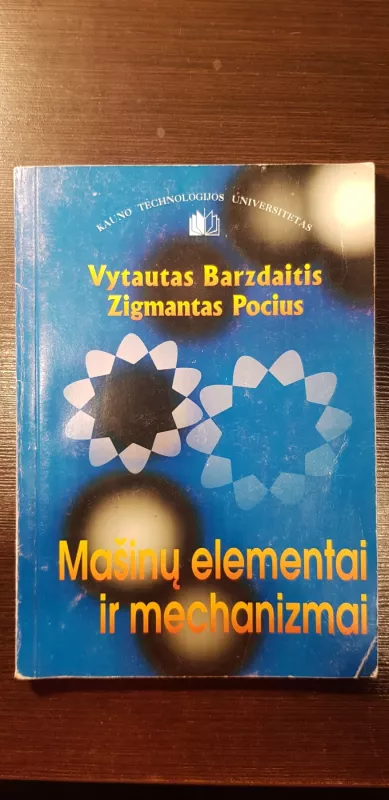 KAUNO TECHNOLOGIJOS UNIVERSITETAS
Vytautas Barzdaitis
Zigmantas Pocius
Mašinų elementai
ir mechanizmai